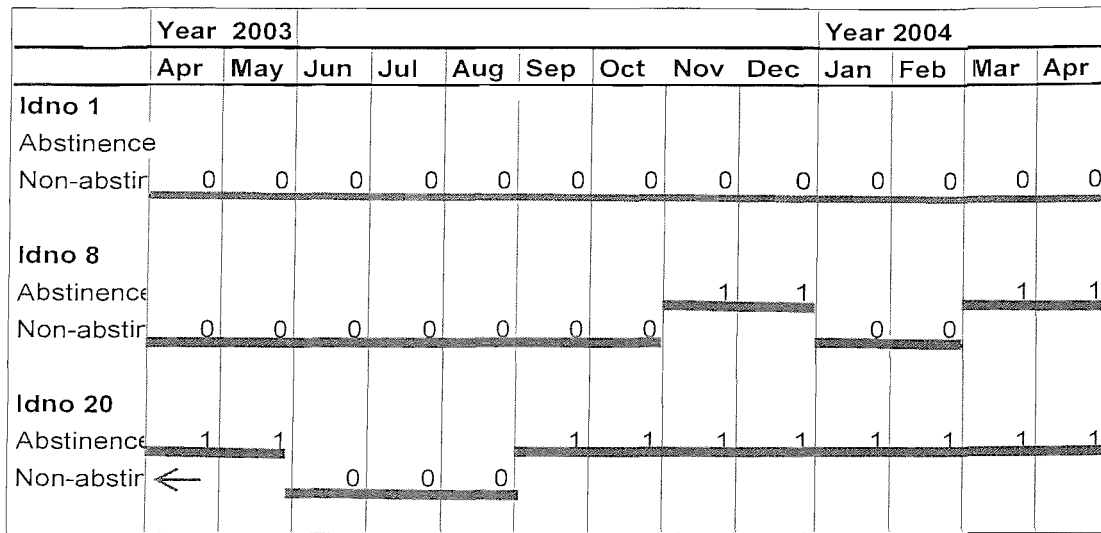 Year 2003 Year 2004
Apr May Jun Jul Aug Sep Oct Nov Dec Jan Feb Mar Apr
Idno 1
Abstinence
Non-abstir 0 0 0 0 0 0 0 0 0 0 0 0 0
Idno 8
Abstinence 1 1 1 1
Non-abstir 0 0 0 0 0 0 0 0 0
Idno 20
Abstinence 1 1 1 1 1 1 1 1 1 1
Non-abstir 0 0 0